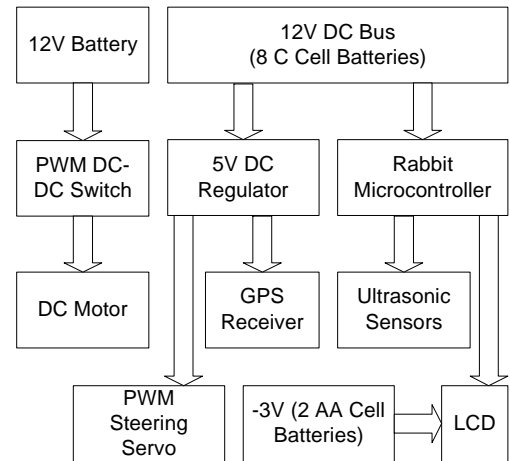 12V Battery
12V DC Bus
(8 C Cell Batteries)
PWM DC-
DC Switch
5V DC
Regulator
Rabbit
Microcontroller
DC Motor
GPS
Receiver
Ultrasonic
Sensors
PWM
Steering
Servo
-3V (2 AA Cell
Batteries)
LCD